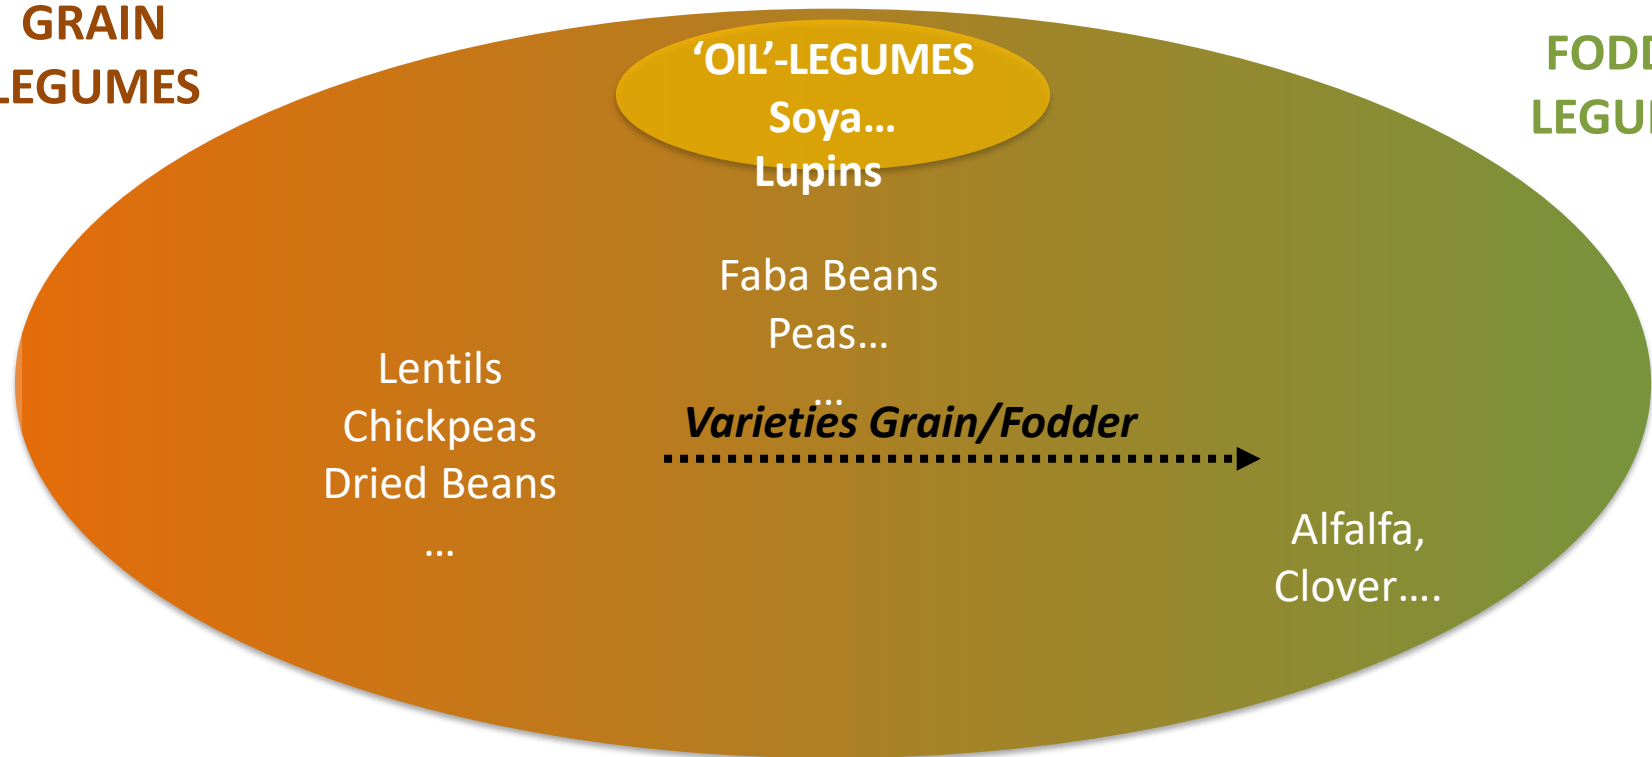 GRAIN
LEGUMES
'OIL'-LEGUMES
Soya...
Lupins
FODD
LEGU
Faba Beans
Peas...
...
Lentils
Chickpeas
Dried Beans
...
Varieties Grain/Fodder
Alfalfa,
Clover....